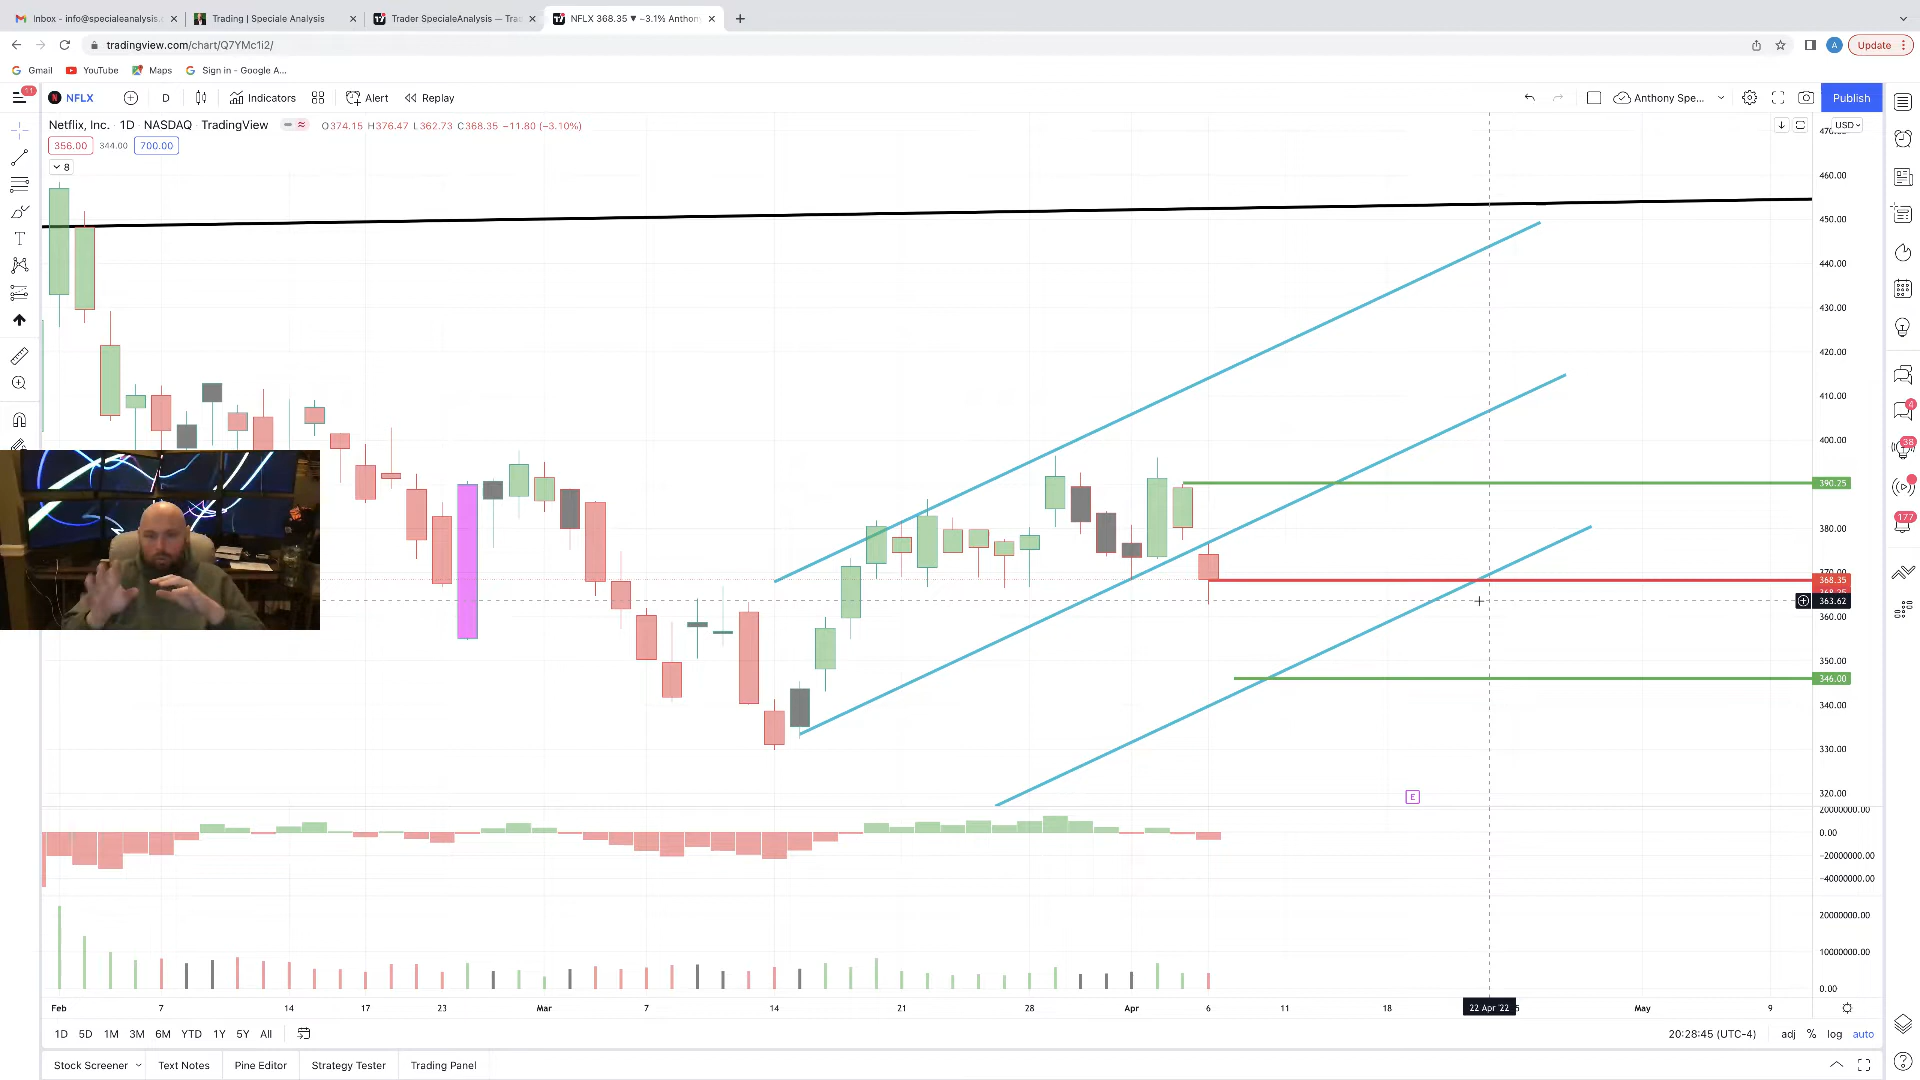 Inbox - info@specialeanalysis.
Trading | Speciale Analysis
Trader SpecialeAnalysis — Tra
NFLX 368.35 ▼ −3.1% Anthon
tradingview.com/chart/Q7YMc1i2/
A
Update
Gmail
YouTube
Maps
Sign in - Google A...
11
NFLX
D
Indicators
Alert
Replay
Anthony Spe...
Publish
Netflix, Inc. · 1D · NASDAQ · TradingView
O374.15 H376.47 L362.73 C368.35 −11.80 (−3.10%)
USD
356.00
344.00
700.00
8
460.00
450.00
440.00
430.00
420.00
410.00
400.00
390.25
380.00
368.35
363.62
360.00
350.00
346.00
340.00
330.00
320.00
E
4
38
177
0.00
−20000000.00
−40000000.00
20000000.00
10000000.00
0.00
Feb
7
14
17
23
Mar
7
14
21
28
Apr
6
11
18
22 Apr '22
May
9
1D
5D
1M
3M
6M
YTD
1Y
5Y
All
20:28:45 (UTC-4)
adj
%
log
auto
Stock Screener
Text Notes
Pine Editor
Strategy Tester
Trading Panel